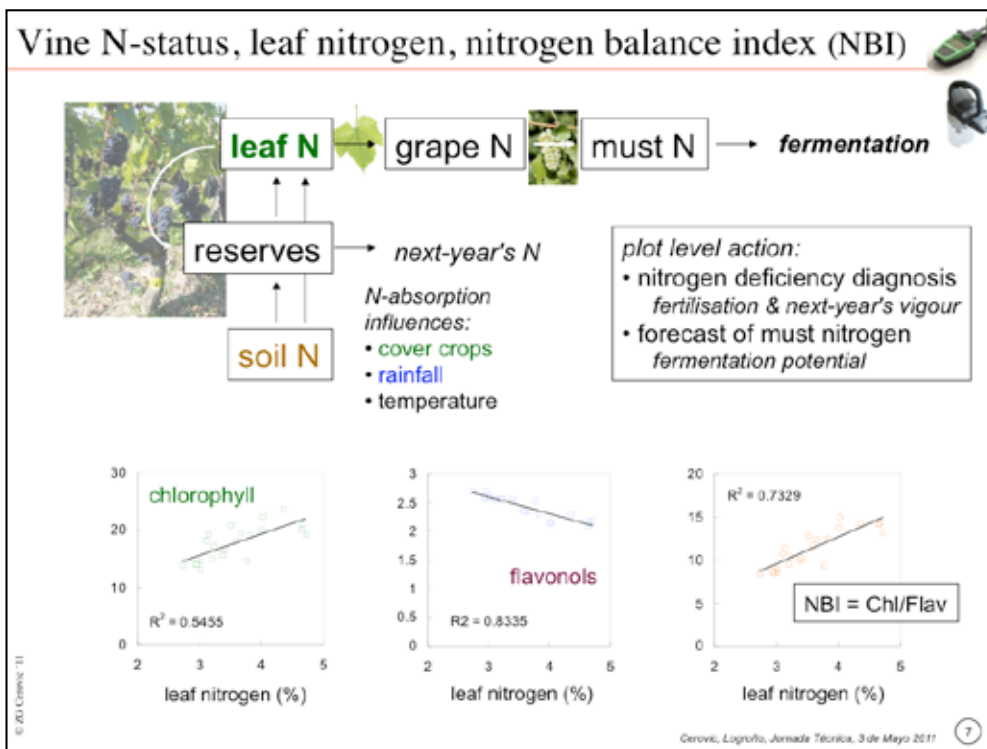 Vine N-status, leaf nitrogen, nitrogen balance index (NBI)
leaf N
grape N
must N
fermentation
reserves
next-year's N
soil N
N-absorption
influences:
• cover crops
• rainfall
• temperature
plot level action:
• nitrogen deficiency diagnosis
fertilisation & next-year's vigour
• forecast of must nitrogen
fermentation potential
30
20
10
0
chlorophyll
R² = 0.5455
2 3 4 5
leaf nitrogen (%)
3
2.5
2
1.5
1
0.5
0
flavonols
R2 = 0.8335
2 3 4 5
leaf nitrogen (%)
20
15
10
5
0
R² = 0.7329
NBI = Chl/Flav
2 3 4 5
leaf nitrogen (%)
© ZG Cerovic '11
Cerovic, Logroño, Jornada Técnica, 3 de Mayo 2011
7